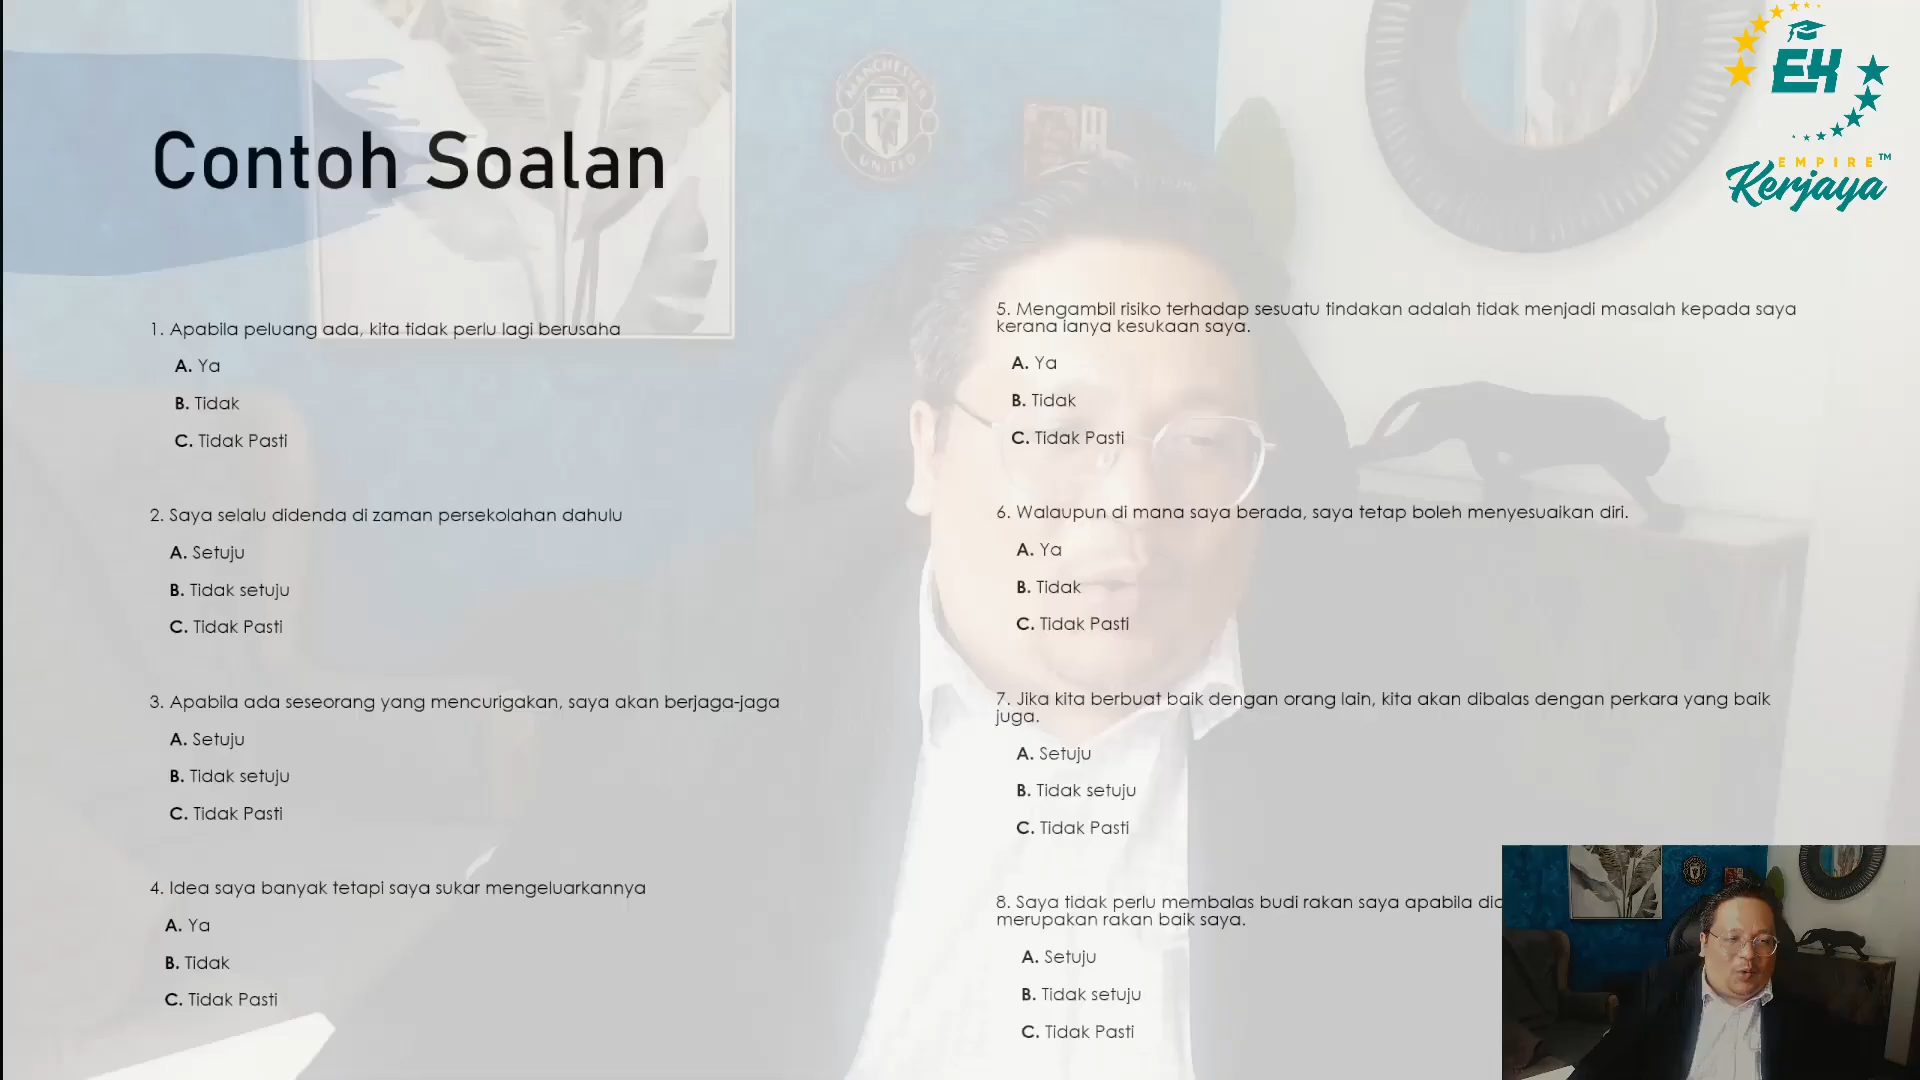 Contoh Soalan
1. Apabila peluang ada, kita tidak perlu lagi berusaha
A. Ya
B. Tidak
C. Tidak Pasti
2. Saya selalu didenda di zaman persekolahan dahulu
A. Setuju
B. Tidak setuju
C. Tidak Pasti
3. Apabila ada seseorang yang mencurigakan, saya akan berjaga-jaga
A. Setuju
B. Tidak setuju
C. Tidak Pasti
4. Idea saya banyak tetapi saya sukar mengeluarkannya
A. Ya
B. Tidak
C. Tidak Pasti
5. Mengambil risiko terhadap sesuatu tindakan adalah tidak menjadi masalah kepada saya
kerana ianya kesukaan saya.
A. Ya
B. Tidak
C. Tidak Pasti
6. Walaupun di mana saya berada, saya tetap boleh menyesuaikan diri.
A. Ya
B. Tidak
C. Tidak Pasti
7. Jika kita berbuat baik dengan orang lain, kita akan dibalas dengan perkara yang baik
juga.
A. Setuju
B. Tidak setuju
C. Tidak Pasti
8. Saya tidak perlu membalas budi rakan saya apabila
merupakan rakan baik saya.
A. Setuju
B. Tidak setuju
C. Tidak Pasti
EK
EMPIRE™
Kerjaya
MANCHESTER
UNITED